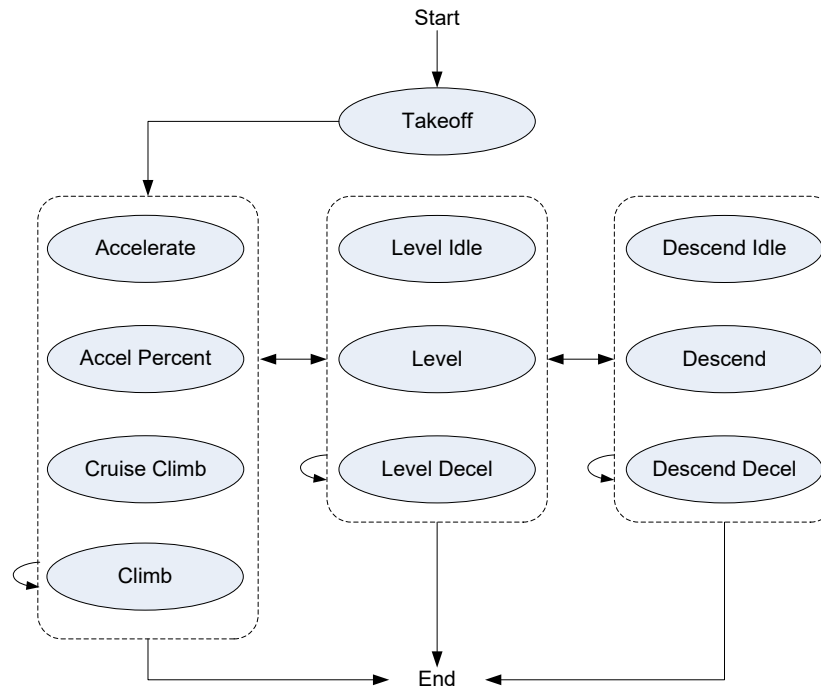 Start
Takeoff
Accelerate
Level Idle
Descend Idle
Accel Percent
Level
Descend
Cruise Climb
Level Decel
Descend Decel
Climb
End